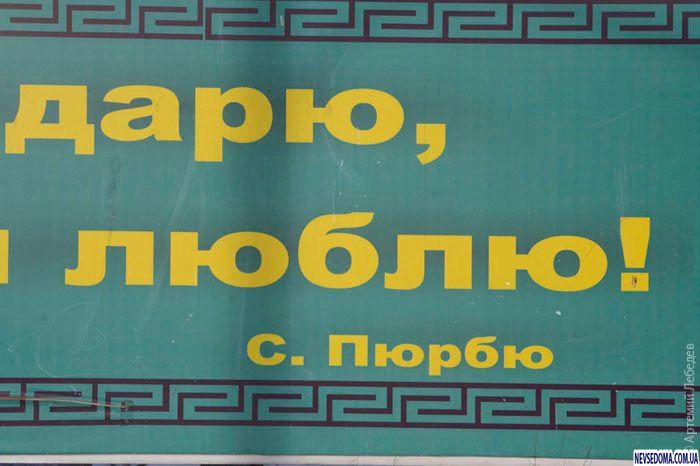 дарю,
люблю!
С. Пюрбю
© Артемий Лебедев
NEVSEDOMA.COM.UA